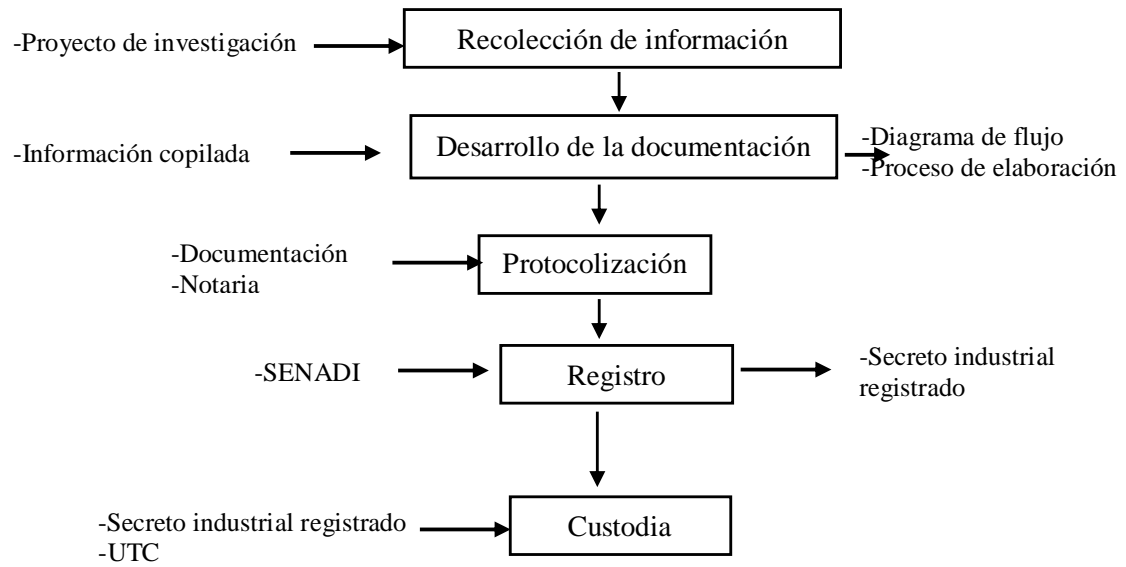 -Proyecto de investigación
Recolección de información
-Información copilada
Desarrollo de la documentación
-Diagrama de flujo
-Proceso de elaboración
-Documentación
-Notaria
Protocolización
-SENADI
Registro
-Secreto industrial
registrado
-Secreto industrial registrado
-UTC
Custodia